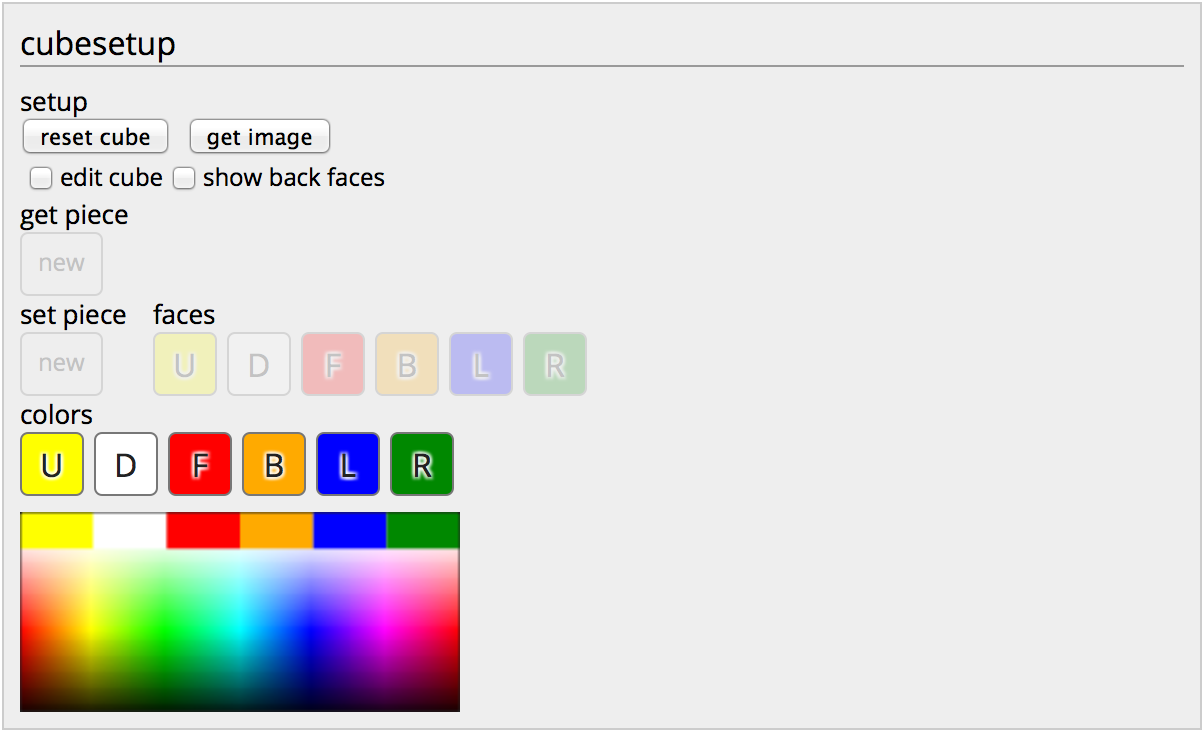 cubesetup
setup
reset cube get image
edit cube show back faces
get piece
new
set piece faces
new U D F B L R
colors
U D F B L R